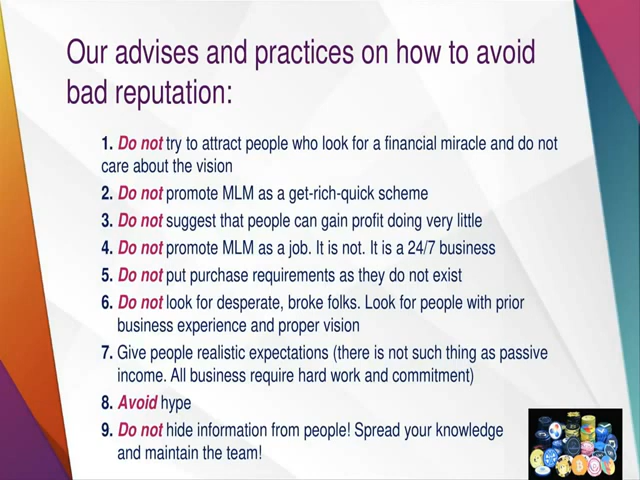 Our advises and practices on how to avoid
bad reputation:
1. Do not try to attract people who look for a financial miracle and do not
care about the vision
2. Do not promote MLM as a get-rich-quick scheme
3. Do not suggest that people can gain profit doing very little
4. Do not promote MLM as a job. It is not. It is a 24/7 business
5. Do not put purchase requirements as they do not exist
6. Do not look for desperate, broke folks. Look for people with prior
business experience and proper vision
7. Give people realistic expectations (there is not such thing as passive
income. All business require hard work and commitment)
8. Avoid hype
9. Do not hide information from people! Spread your knowledge
and maintain the team!